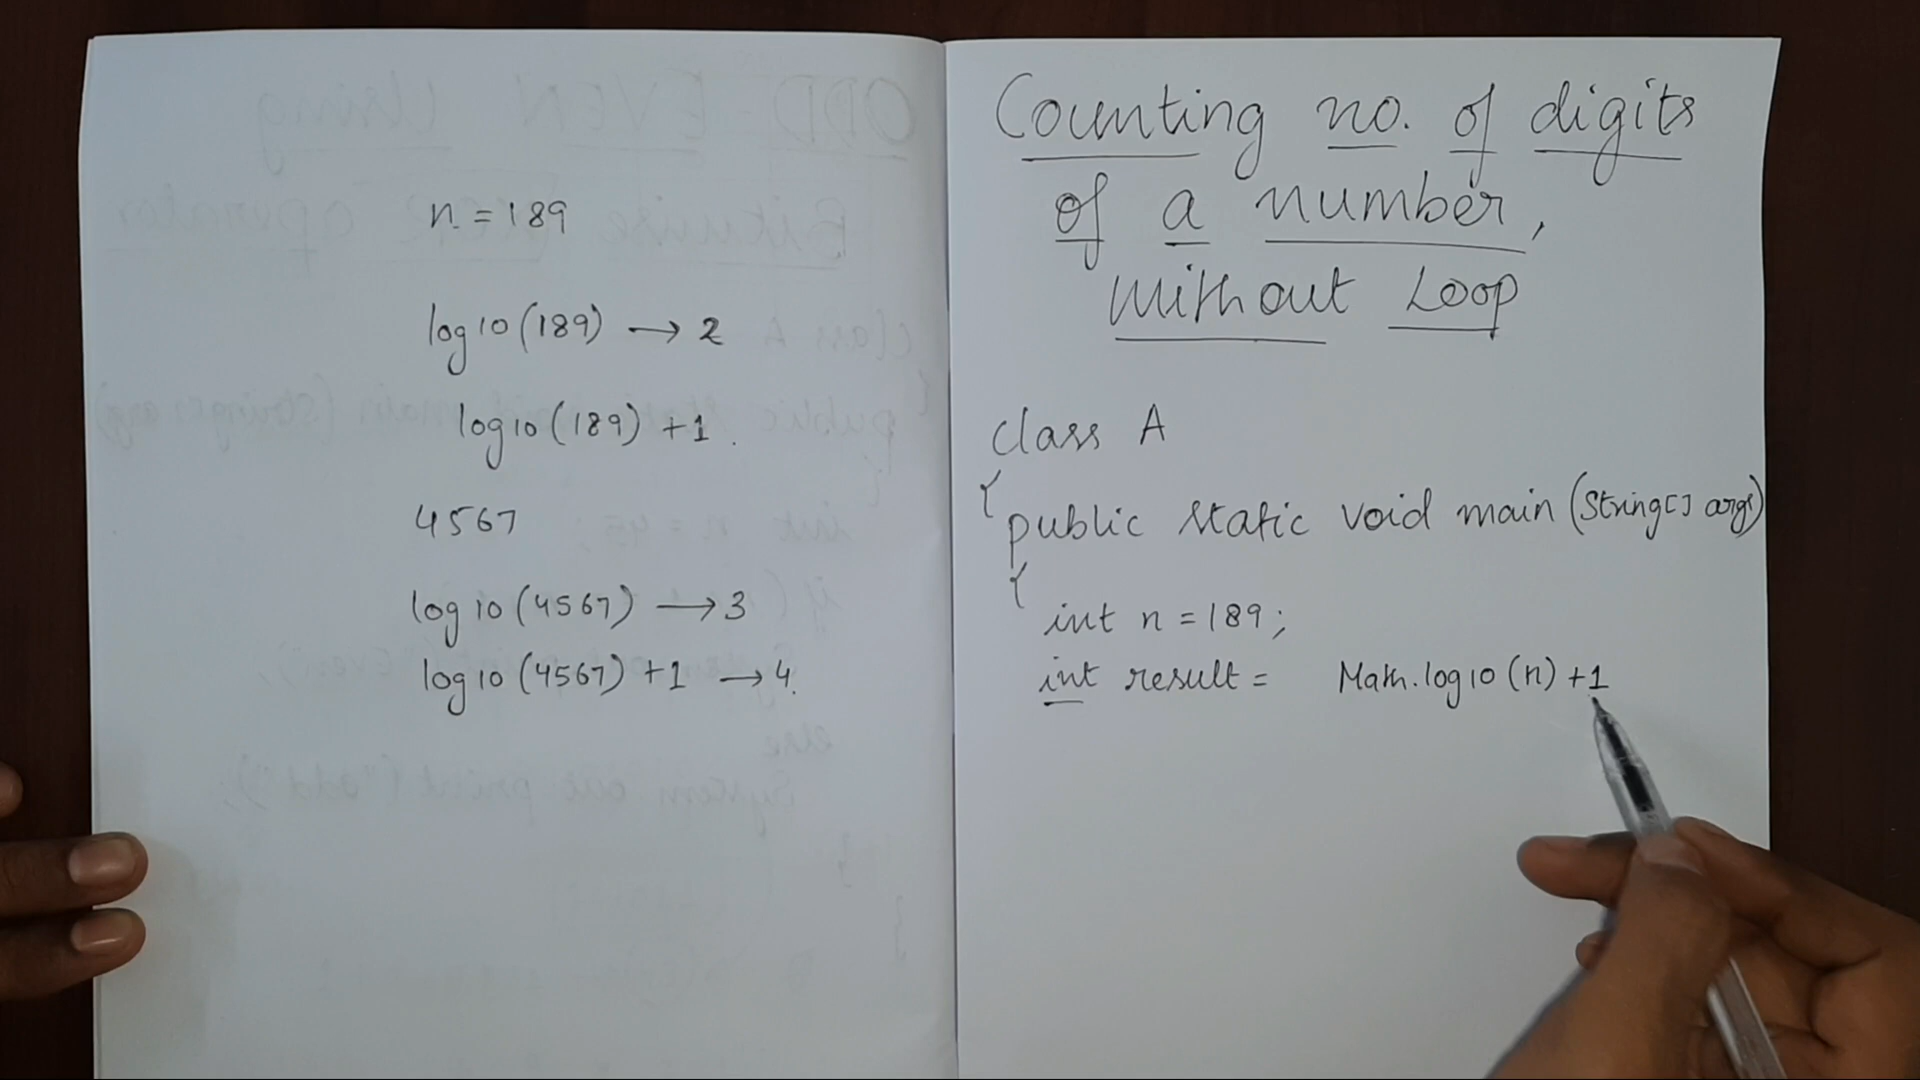 n = 189
log10(189) → 2
log10(189) +1.
4567
log10(4567) → 3
log10(4567) +1 → 4.
Counting no. of digits
of a number,
without Loop
class A
{
public static void main (String[] args)
{
int n = 189;
int result = Math.log10(n) +1